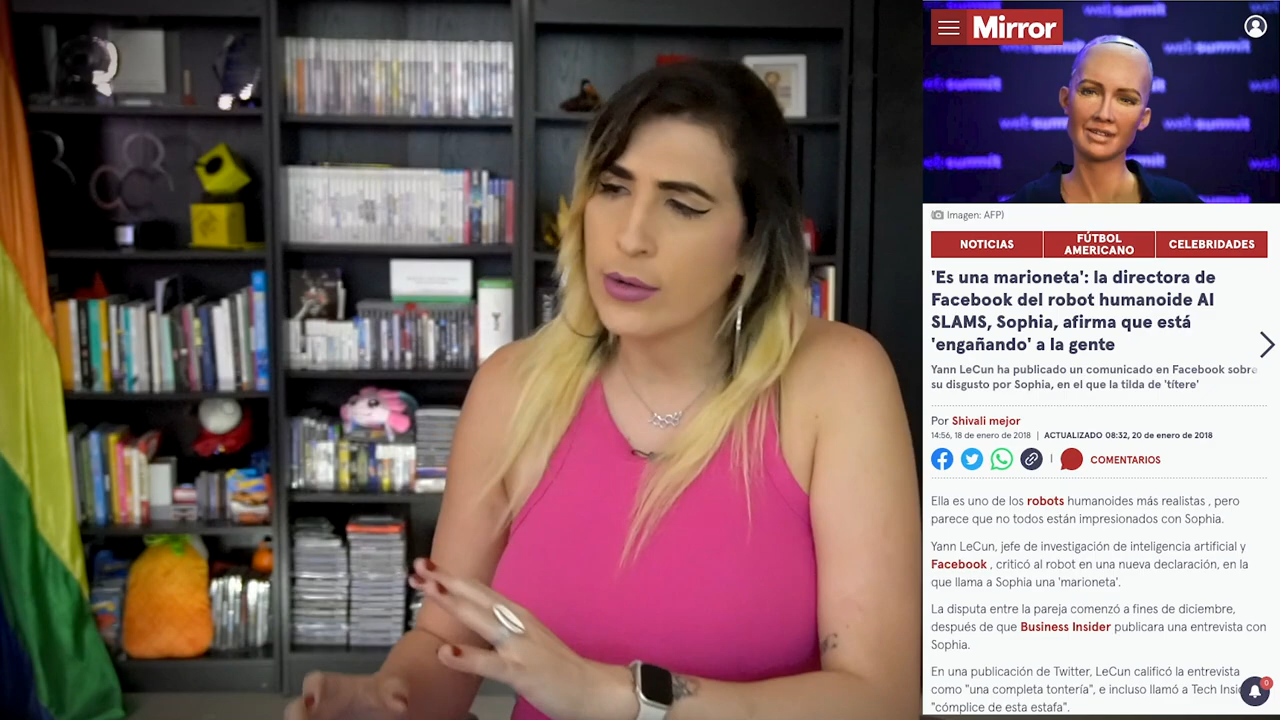 Mirror
web summit
(Imagen: AFP)
NOTICIAS
FÚTBOL
AMERICANO
CELEBRIDADES
'Es una marioneta': la directora de
Facebook del robot humanoide AI
SLAMS, Sophia, afirma que está
'engañando' a la gente
Yann LeCun ha publicado un comunicado en Facebook sobre
su disgusto por Sophia, en el que la tilda de 'títere'
Por Shivali mejor
14:56, 18 de enero de 2018 | ACTUALIZADO 08:32, 20 de enero de 2018
COMENTARIOS
Ella es uno de los robots humanoides más realistas , pero
parece que no todos están impresionados con Sophia.
Yann LeCun, jefe de investigación de inteligencia artificial y
Facebook , criticó al robot en una nueva declaración, en la
que llama a Sophia una 'marioneta'.
La disputa entre la pareja comenzó a fines de diciembre,
después de que Business Insider publicara una entrevista con
Sophia.
En una publicación de Twitter, LeCun calificó la entrevista
como "una completa tontería", e incluso llamó a Tech
0
"cómplice de esta estafa".